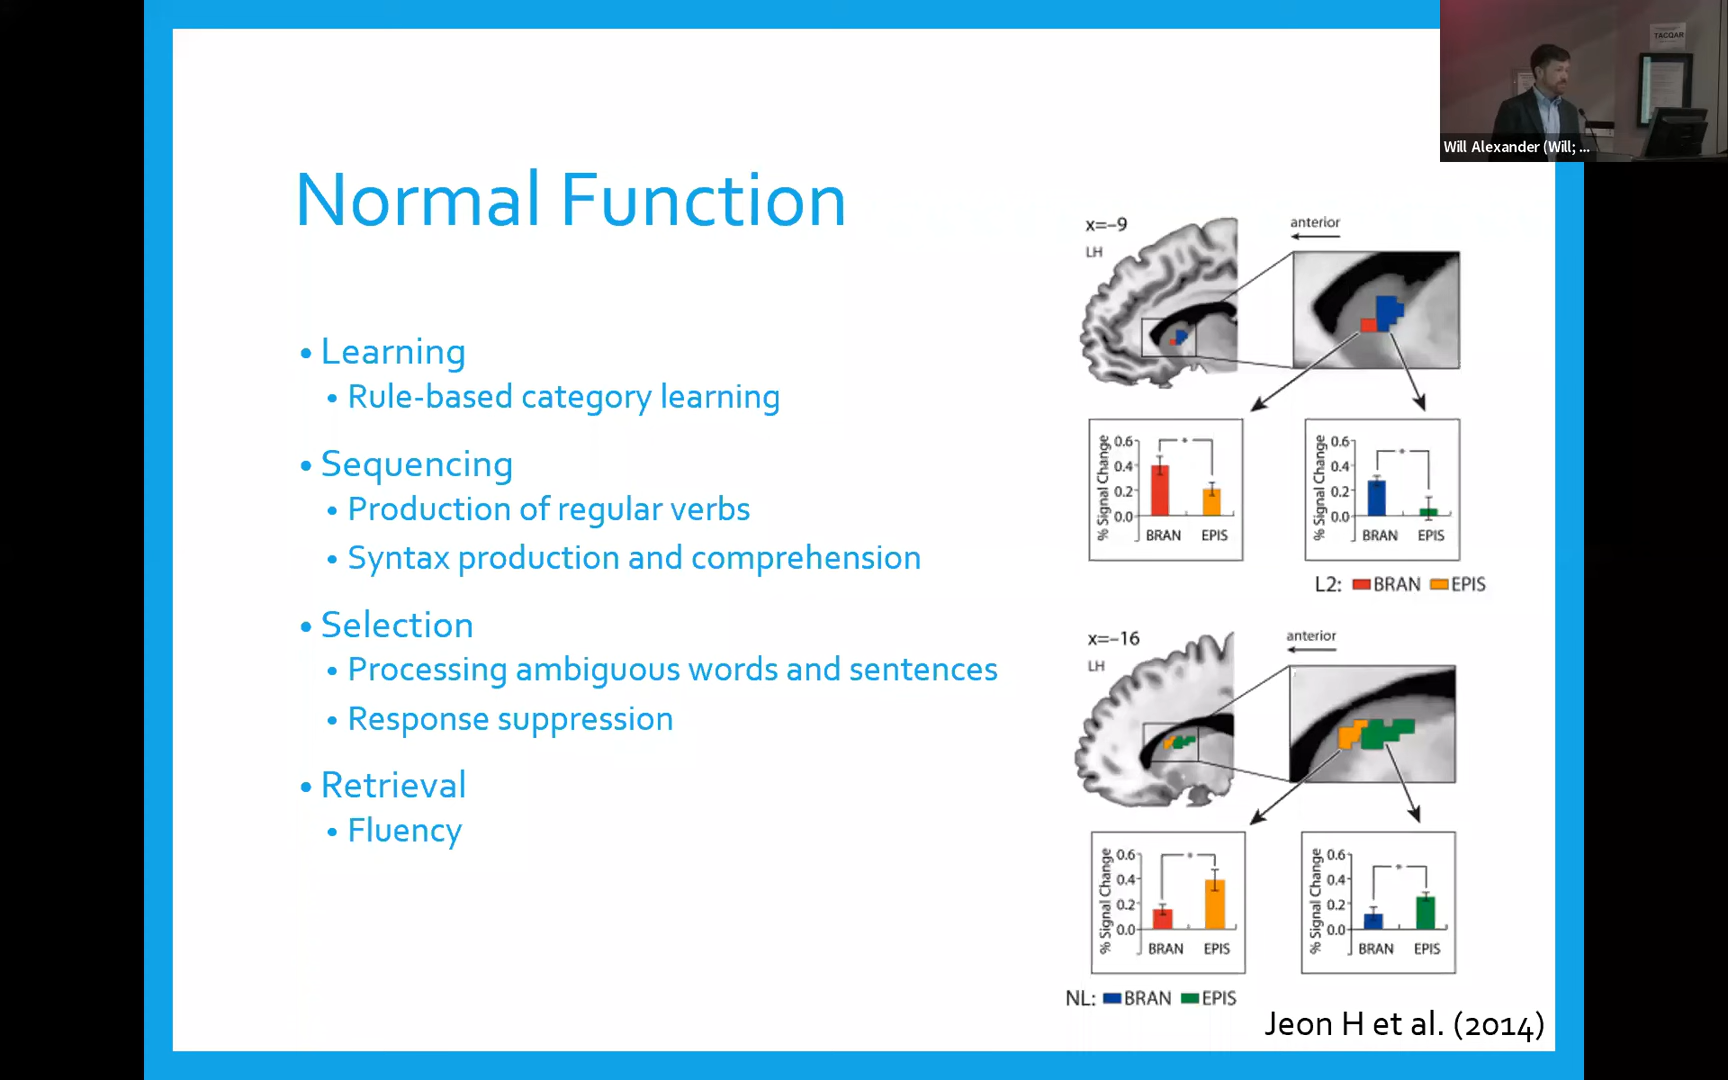 TACQAR
Will Alexander (Will; ...
Normal Function
• Learning
• Rule-based category learning
• Sequencing
• Production of regular verbs
• Syntax production and comprehension
• Selection
• Processing ambiguous words and sentences
• Response suppression
• Retrieval
• Fluency
x=–9
LH
anterior
% Signal Change
0.6
0.4
0.2
0.0
*
BRAN EPIS
% Signal Change
0.6
0.4
0.2
0.0
*
BRAN EPIS
L2: BRAN EPIS
x=–16
LH
anterior
% Signal Change
0.6
0.4
0.2
0.0
*
BRAN EPIS
% Signal Change
0.6
0.4
0.2
0.0
*
BRAN EPIS
NL: BRAN EPIS
Jeon H et al. (2014)